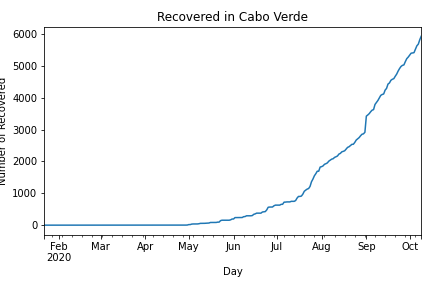 Recovered in Cabo Verde
Number of Recovered
6000
5000
4000
3000
2000
1000
0
Feb Mar Apr May Jun Jul Aug Sep Oct
2020
Day